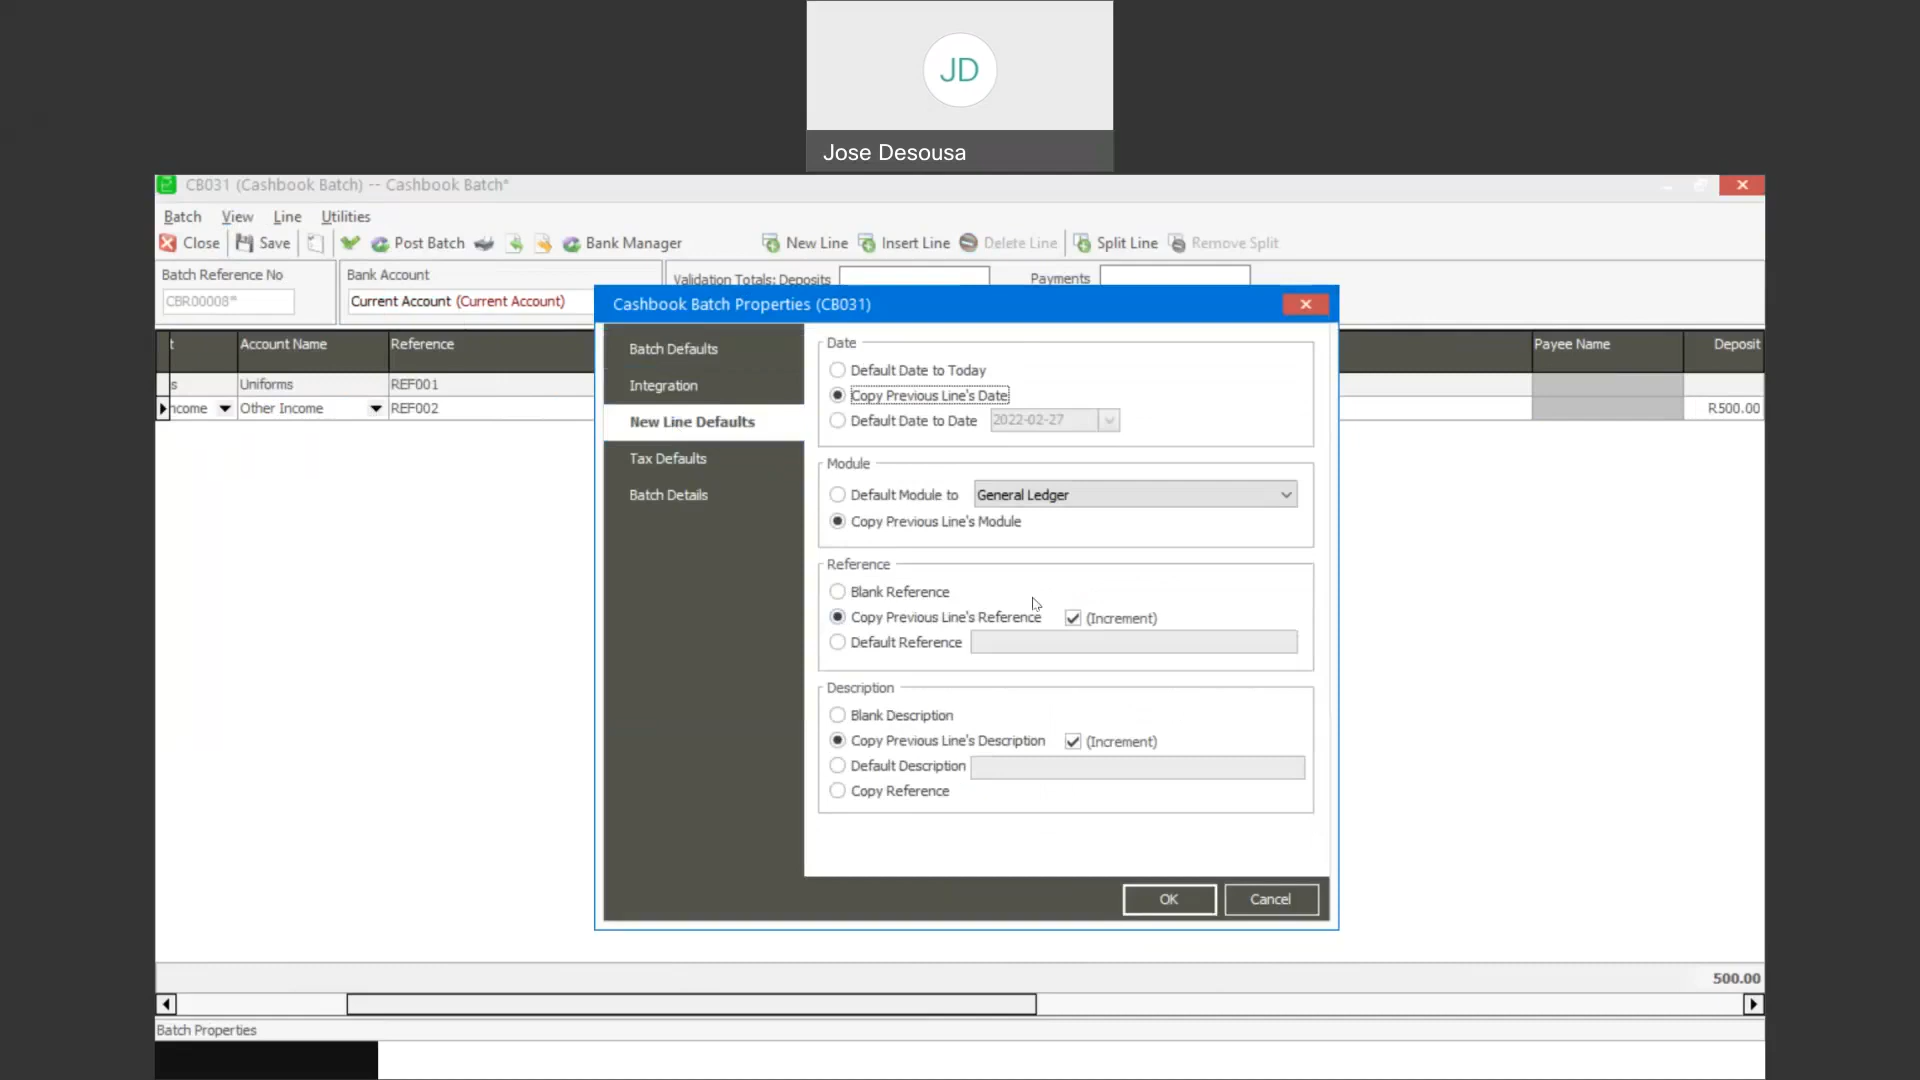 JD
Jose Desousa
CB031 (Cashbook Batch) -- Cashbook Batch*
Batch View Line Utilities
Close Save Post Batch Bank Manager New Line Insert Line Delete Line Split Line Remove Split
Batch Reference No Bank Account Validation Totals: Deposits Payments
CBR00008* Current Account (Current Account)
t Account Name Reference Payee Name Deposit
s Uniforms REF001
ncome Other Income REF002 R500.00
Cashbook Batch Properties (CB031)
Batch Defaults
Integration
New Line Defaults
Tax Defaults
Batch Details
Date
Default Date to Today
Copy Previous Line's Date
Default Date to Date 2022-02-27
Module
Default Module to General Ledger
Copy Previous Line's Module
Reference
Blank Reference
Copy Previous Line's Reference (Increment)
Default Reference
Description
Blank Description
Copy Previous Line's Description (Increment)
Default Description
Copy Reference
OK Cancel
500.00
Batch Properties